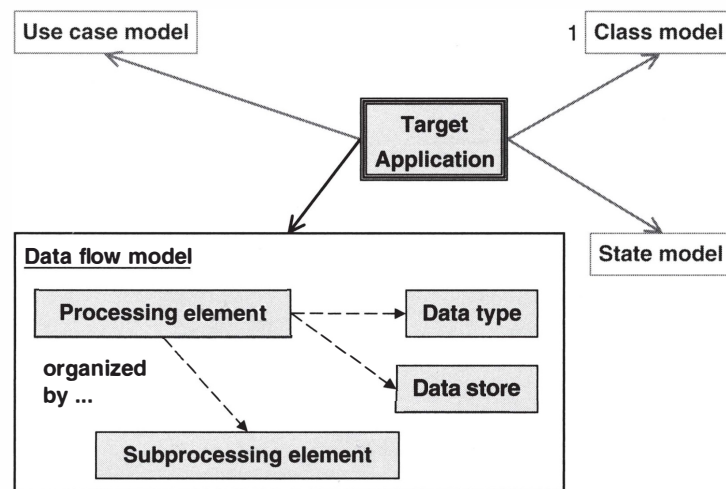 Use case model
1 Class model
Target
Application
State model
Data flow model
Processing element
Data type
organized
by ...
Data store
Subprocessing element